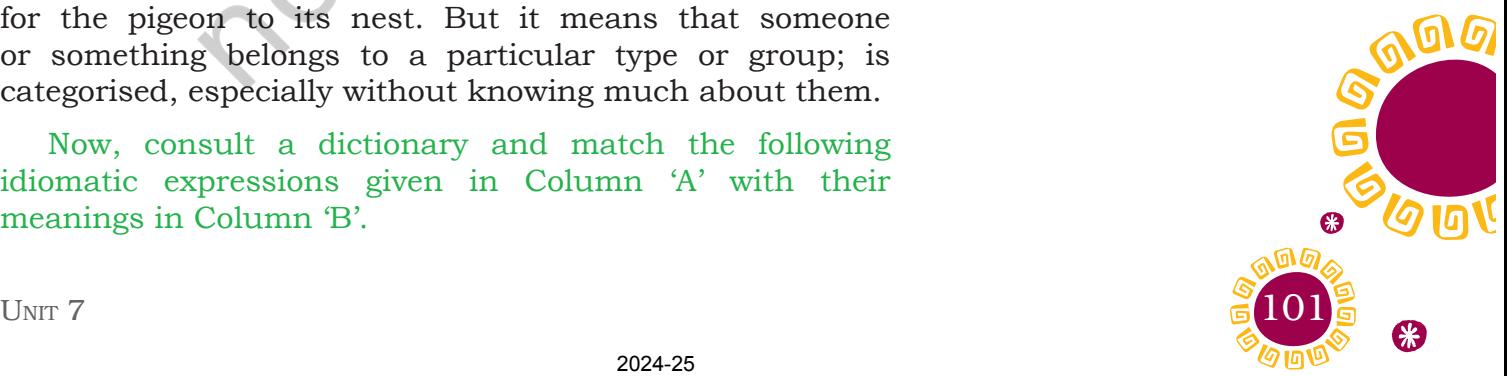 for the pigeon to its nest. But it means that someone
or something belongs to a particular type or group; is
categorised, especially without knowing much about them.
Now, consult a dictionary and match the following
idiomatic expressions given in Column ‘A’ with their
meanings in Column ‘B’.
UNIT 7
101
2024-25